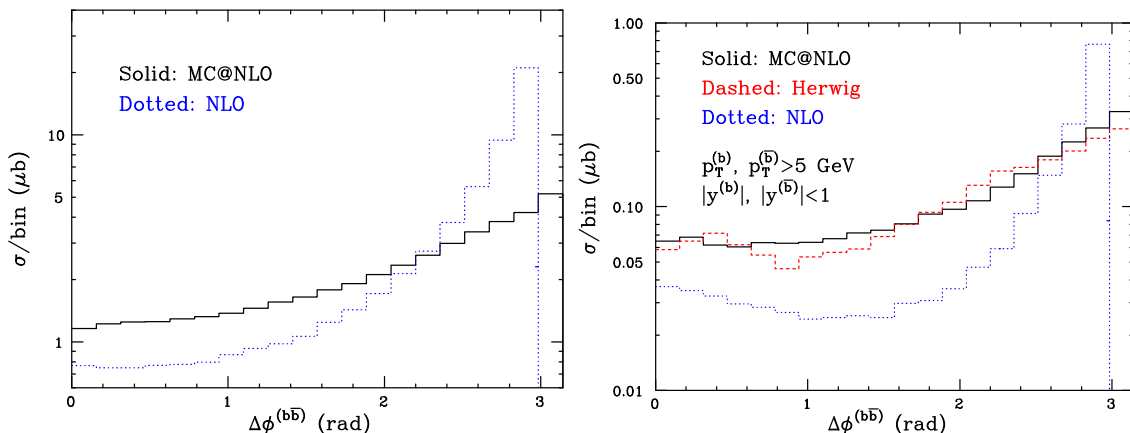 Solid: MC@NLO
Dotted: NLO
σ/bin (μb)
10
5
1
0
1
2
3
Δϕ^(bb̅) (rad)
Solid: MC@NLO
Dashed: Herwig
Dotted: NLO
p_T^(b), p_T^(b̅)>5 GeV
|y^(b)|, |y^(b̅)|<1
σ/bin (μb)
1.00
0.50
0.10
0.05
0.01
0
1
2
3
Δϕ^(bb̅) (rad)